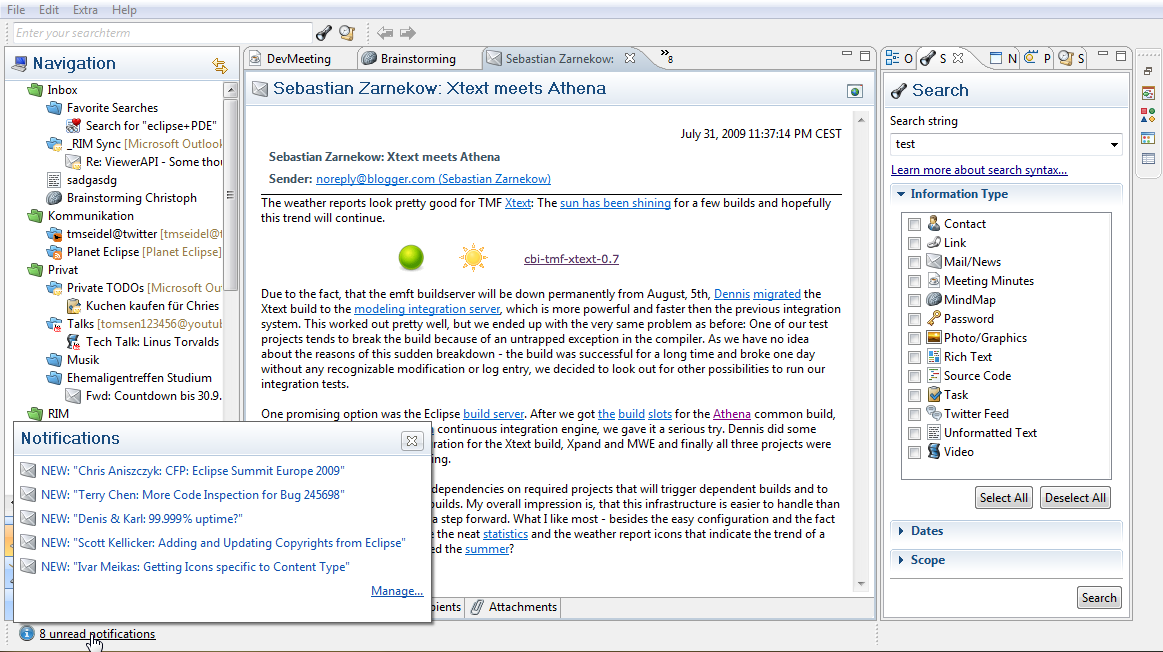 File Edit Extra Help
Enter your searchterm
Navigation
Inbox
Favorite Searches
Search for "eclipse+PDE"
_RIM Sync [Microsoft Outlook
Re: ViewerAPI - Some thou
sadgasdg
Brainstorming Christoph
Kommunikation
tmseidel@twitter [tmseidel@t
Planet Eclipse [Planet Eclipse]
Privat
Private TODOs [Microsoft Ou
Kuchen kaufen für Chries
Talks [tomsen123456@youtub
Tech Talk: Linus Torvalds
Musik
Ehemaligentreffen Studium
Fwd: Countdown bis 30.9.
RIM
Notifications
NEW: "Chris Aniszczyk: CFP: Eclipse Summit Europe 2009"
NEW: "Terry Chen: More Code Inspection for Bug 245698"
NEW: "Denis & Karl: 99.999% uptime?"
NEW: "Scott Kellicker: Adding and Updating Copyrights from Eclipse"
NEW: "Ivar Meikas: Getting Icons specific to Content Type"
Manage...
8 unread notifications
DevMeeting Brainstorming Sebastian Zarnekow: 8
Sebastian Zarnekow: Xtext meets Athena
July 31, 2009 11:37:14 PM CEST
Sebastian Zarnekow: Xtext meets Athena
Sender: noreply@blogger.com (Sebastian Zarnekow)
The weather reports look pretty good for TMF Xtext: The sun has been shining for a few builds and hopefully
this trend will continue.
cbi-tmf-xtext-0.7
Due to the fact, that the emft buildserver will be down permanently from August, 5th, Dennis migrated the
Xtext build to the modeling integration server, which is more powerful and faster then the previous integration
system. This worked out pretty well, but we ended up with the very same problem as before: One of our test
projects tends to break the build because of an untrapped exception in the compiler. As we have no idea
about the reasons of this sudden breakdown - the build was successful for a long time and broke one day
without any recognizable modification or log entry, we decided to look out for other possibilities to run our
integration tests.
One promising option was the Eclipse build server. After we got the build slots for the Athena common build,
continuous integration engine, we gave it a serious try. Dennis did some
ration for the Xtext build, Xpand and MWE and finally all three projects were
ng.
dependencies on required projects that will trigger dependent builds and to
builds. My overall impression is, that this infrastructure is easier to handle than
a step forward. What I like most - besides the easy configuration and the fact
e the neat statistics and the weather report icons that indicate the trend of a
ed the summer?
pients Attachments
O S N P S
Search
Search string
test
Learn more about search syntax...
Information Type
Contact
Link
Mail/News
Meeting Minutes
MindMap
Password
Photo/Graphics
Rich Text
Source Code
Task
Twitter Feed
Unformatted Text
Video
Select All Deselect All
Dates
Scope
Search